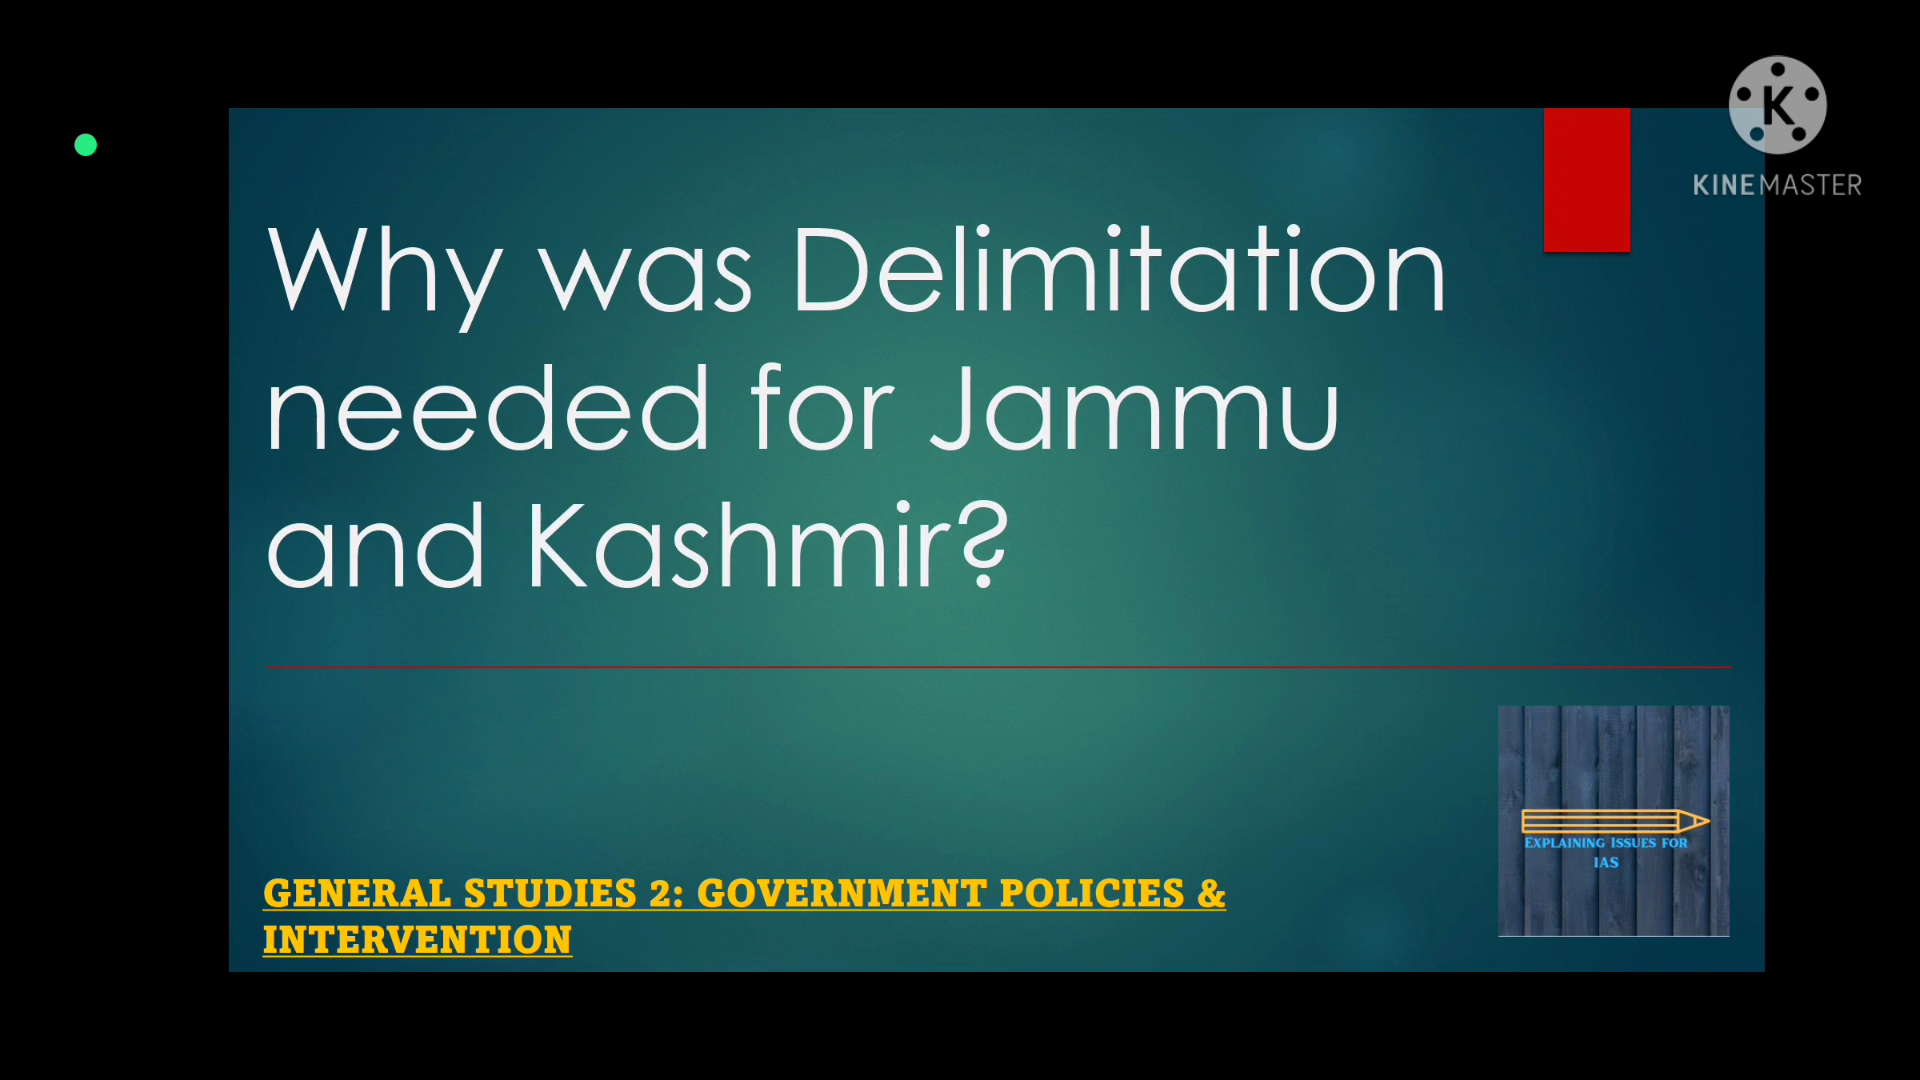 K
KINEMASTER
Why was Delimitation
needed for Jammu
and Kashmir?
EXPLAINING ISSUES FOR
IAS
GENERAL STUDIES 2: GOVERNMENT POLICIES &
INTERVENTION